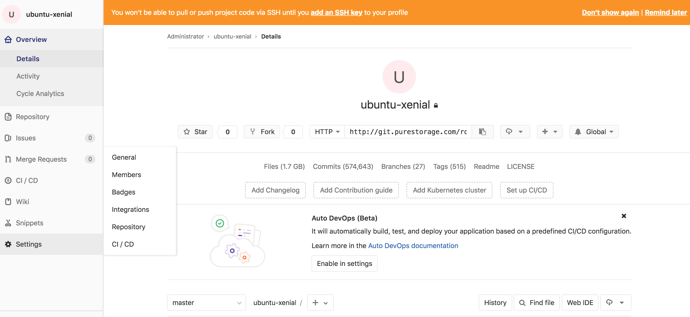 U ubuntu-xenial
You won't be able to pull or push project code via SSH until you add an SSH key to your profile
Don't show again | Remind later
Overview
Details
Activity
Cycle Analytics
Repository
Issues 0
Merge Requests 0
CI / CD
Wiki
Snippets
Settings
General
Members
Badges
Integrations
Repository
CI / CD
Administrator › ubuntu-xenial › Details
U
ubuntu-xenial
Star 0 Fork 0 HTTP http://git.purestorage.com/ro Global
Files (1.7 GB) Commits (574,643) Branches (27) Tags (515) Readme LICENSE
Add Changelog Add Contribution guide Add Kubernetes cluster Set up CI/CD
Auto DevOps (Beta)
It will automatically build, test, and deploy your application based on a predefined CI/CD configuration.
Learn more in the Auto DevOps documentation
Enable in settings
master ubuntu-xenial / + History Find file Web IDE